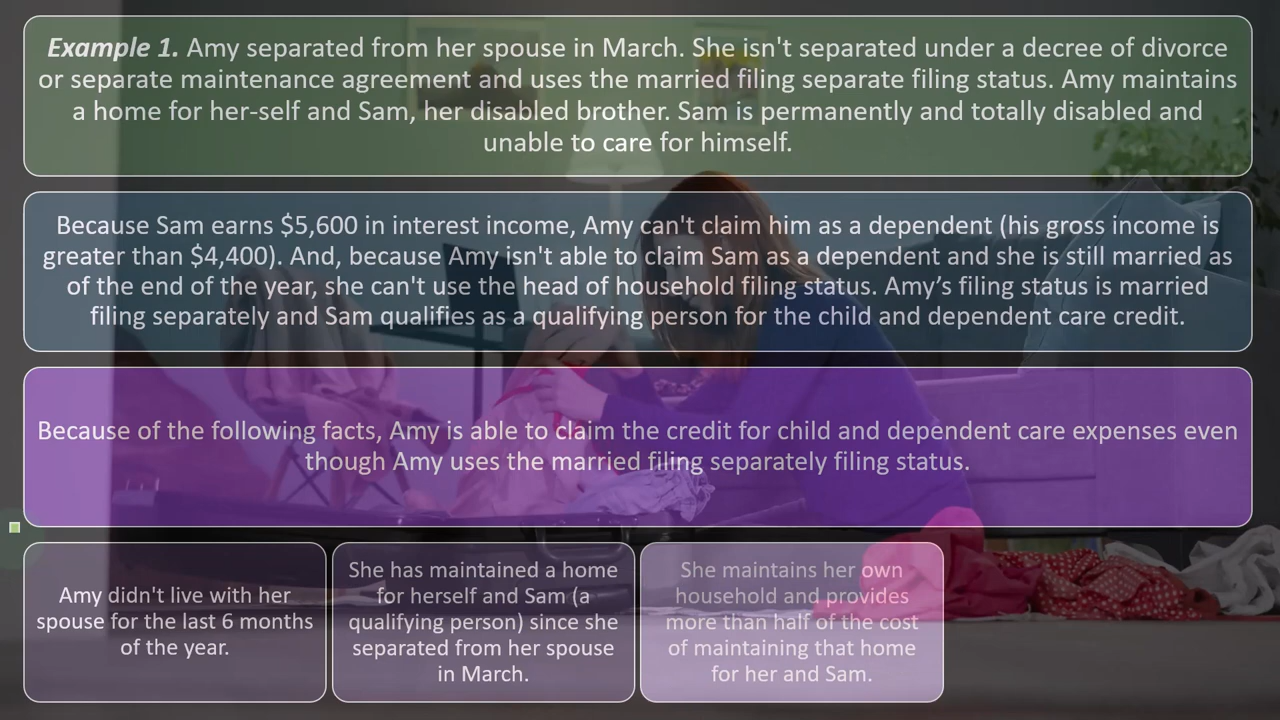 Example 1. Amy separated from her spouse in March. She isn't separated under a decree of divorce
or separate maintenance agreement and uses the married filing separate filing status. Amy maintains
a home for her-self and Sam, her disabled brother. Sam is permanently and totally disabled and
unable to care for himself.
Because Sam earns $5,600 in interest income, Amy can't claim him as a dependent (his gross income is
greater than $4,400). And, because Amy isn't able to claim Sam as a dependent and she is still married as
of the end of the year, she can't use the head of household filing status. Amy’s filing status is married
filing separately and Sam qualifies as a qualifying person for the child and dependent care credit.
Because of the following facts, Amy is able to claim the credit for child and dependent care expenses even
though Amy uses the married filing separately filing status.
Amy didn't live with her
spouse for the last 6 months
of the year.
She has maintained a home
for herself and Sam (a
qualifying person) since she
separated from her spouse
in March.
She maintains her own
household and provides
more than half of the cost
of maintaining that home
for her and Sam.